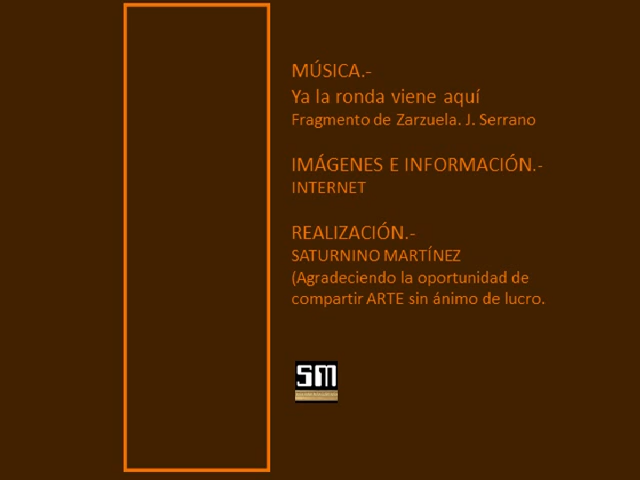 MÚSICA.-
Ya la ronda viene aquí
Fragmento de Zarzuela. J. Serrano
IMÁGENES E INFORMACIÓN.-
INTERNET
REALIZACIÓN.-
SATURNINO MARTÍNEZ
(Agradeciendo la oportunidad de
compartir ARTE sin ánimo de lucro.
SM